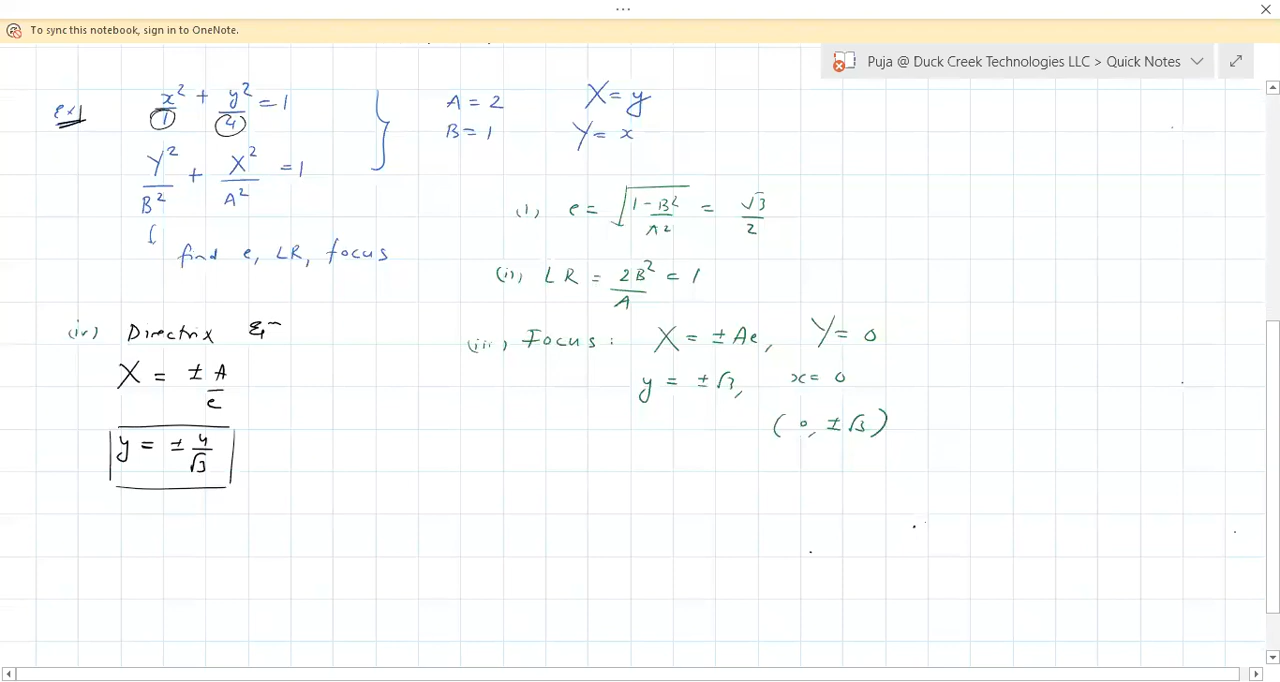 To sync this notebook, sign in to OneNote.
Puja @ Duck Creek Technologies LLC > Quick Notes
ex1 x²/1 + y²/4 = 1
Y²/B² + X²/A² = 1
find e, LR, focus
A = 2 X = y
B = 1 Y = x
(i) e = √(1 - B²/A²) = √3/2
(ii) LR = 2B²/A = 1
(iii) Focus : X = ± Ae, Y = 0
y = ± √3, x = 0
(0, ± √3)
(iv) Directrix Eqn
X = ± A/e
y = ± 4/√3